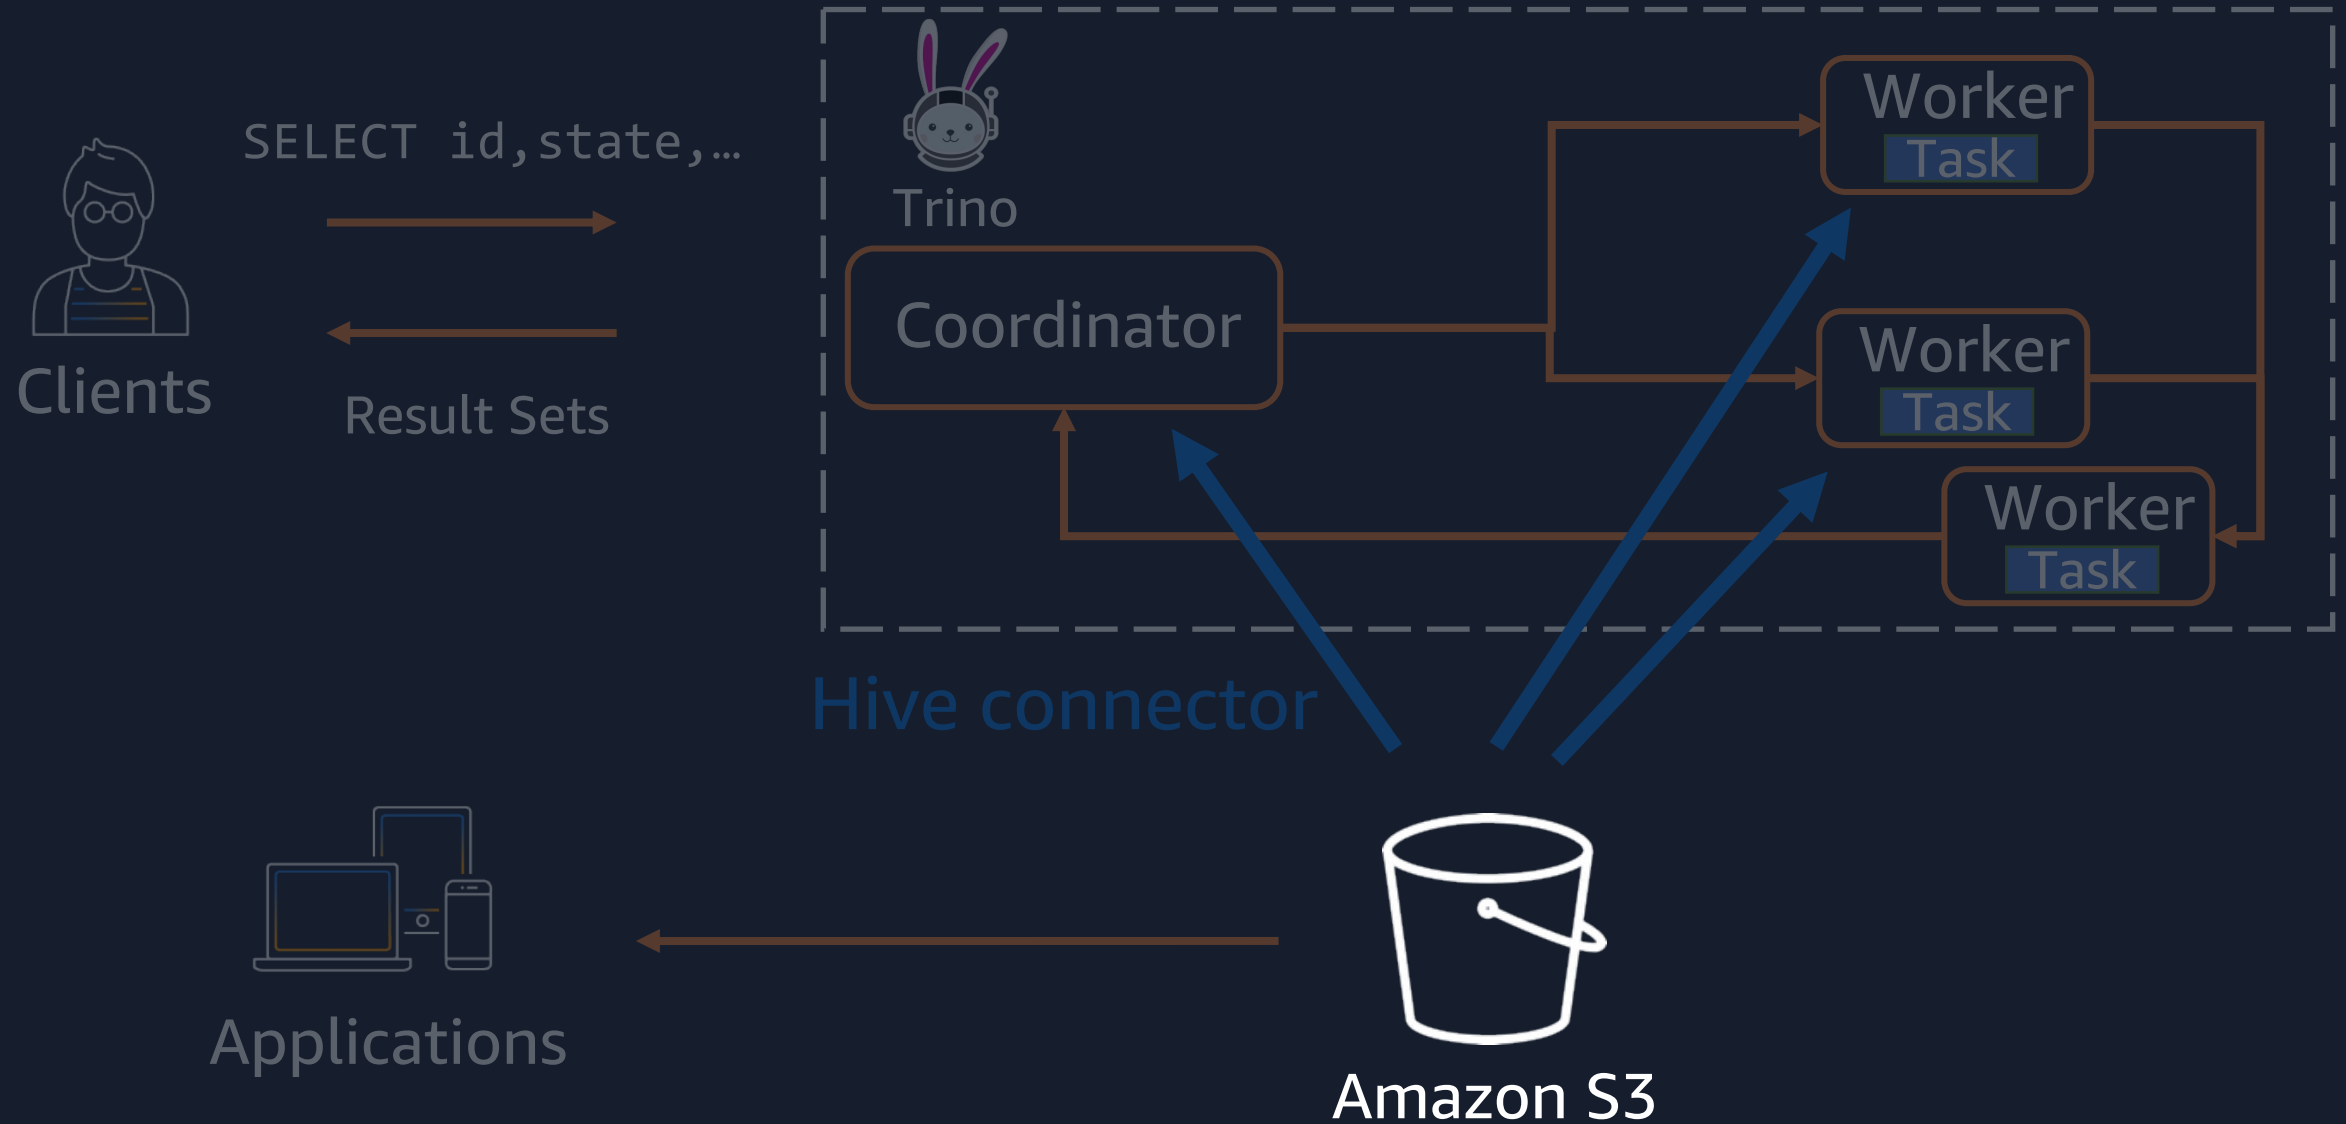 SELECT id,state,…
Clients
Result Sets
Trino
Coordinator
Worker
Task
Worker
Task
Worker
Task
Hive connector
Applications
Amazon S3